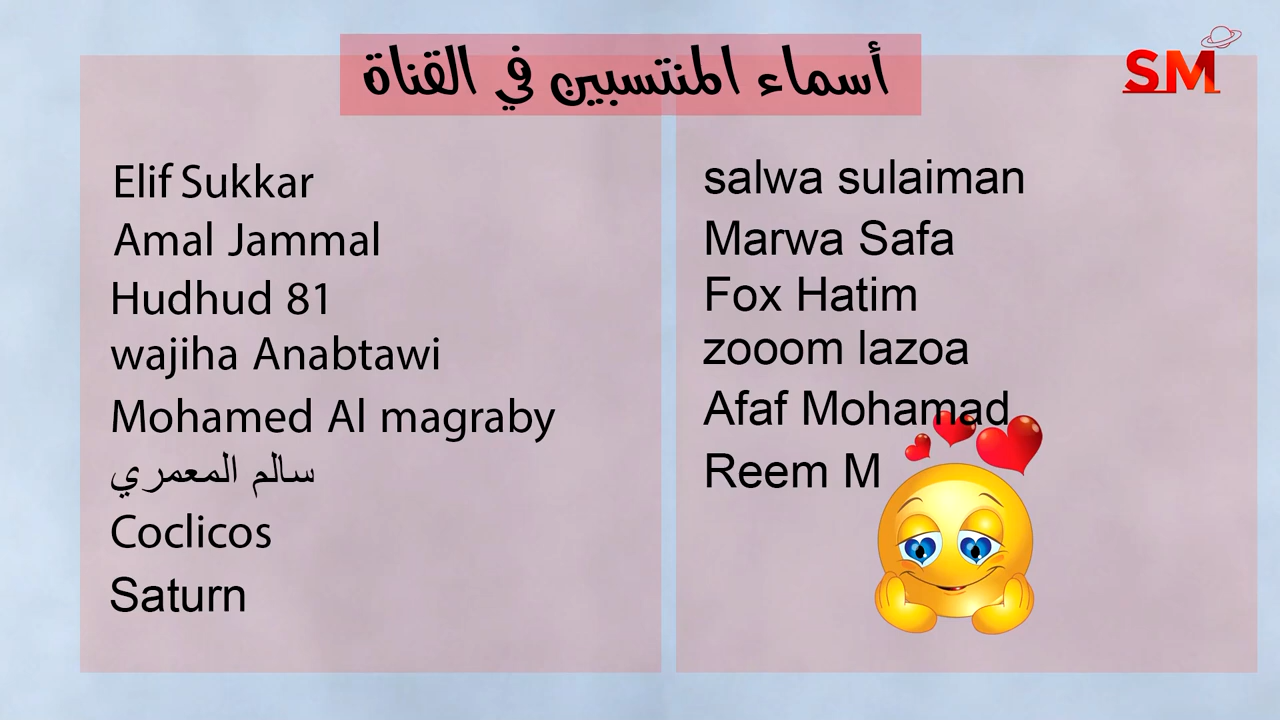 أسماء المنتسبين في القناة
SM
Elif Sukkar
Amal Jammal
Hudhud 81
wajiha Anabtawi
Mohamed Al magraby
سالم المعمري
Coclicos
Saturn
salwa sulaiman
Marwa Safa
Fox Hatim
zooom lazoa
Afaf Mohamad
Reem M